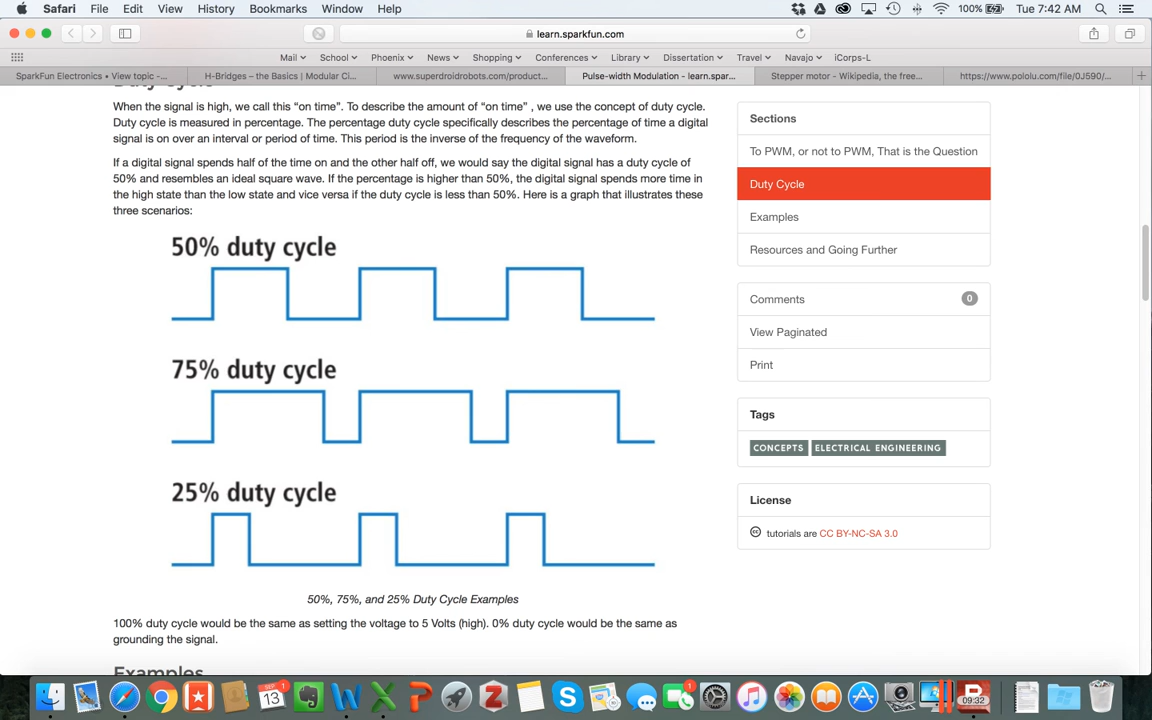 Safari File Edit View History Bookmarks Window Help 100% Tue 7:42 AM
learn.sparkfun.com
Mail School Phoenix News Shopping Conferences Library Dissertation Travel Navajo iCorps-L
SparkFun Electronics • View topic -... H-Bridges – the Basics | Modular Ci... www.superdroidrobots.com/product... Pulse-width Modulation - learn.spar... Stepper motor - Wikipedia, the free... https://www.pololu.com/file/0J590/...
Duty Cycle
When the signal is high, we call this “on time”. To describe the amount of “on time” , we use the concept of duty cycle.
Duty cycle is measured in percentage. The percentage duty cycle specifically describes the percentage of time a digital
signal is on over an interval or period of time. This period is the inverse of the frequency of the waveform.
If a digital signal spends half of the time on and the other half off, we would say the digital signal has a duty cycle of
50% and resembles an ideal square wave. If the percentage is higher than 50%, the digital signal spends more time in
the high state than the low state and vice versa if the duty cycle is less than 50%. Here is a graph that illustrates these
three scenarios:
50% duty cycle
75% duty cycle
25% duty cycle
50%, 75%, and 25% Duty Cycle Examples
100% duty cycle would be the same as setting the voltage to 5 Volts (high). 0% duty cycle would be the same as
grounding the signal.
Examples
Sections
To PWM, or not to PWM, That is the Question
Duty Cycle
Examples
Resources and Going Further
Comments 0
View Paginated
Print
Tags
CONCEPTS ELECTRICAL ENGINEERING
License
tutorials are CC BY-NC-SA 3.0
SEP
13
1
1
09:32